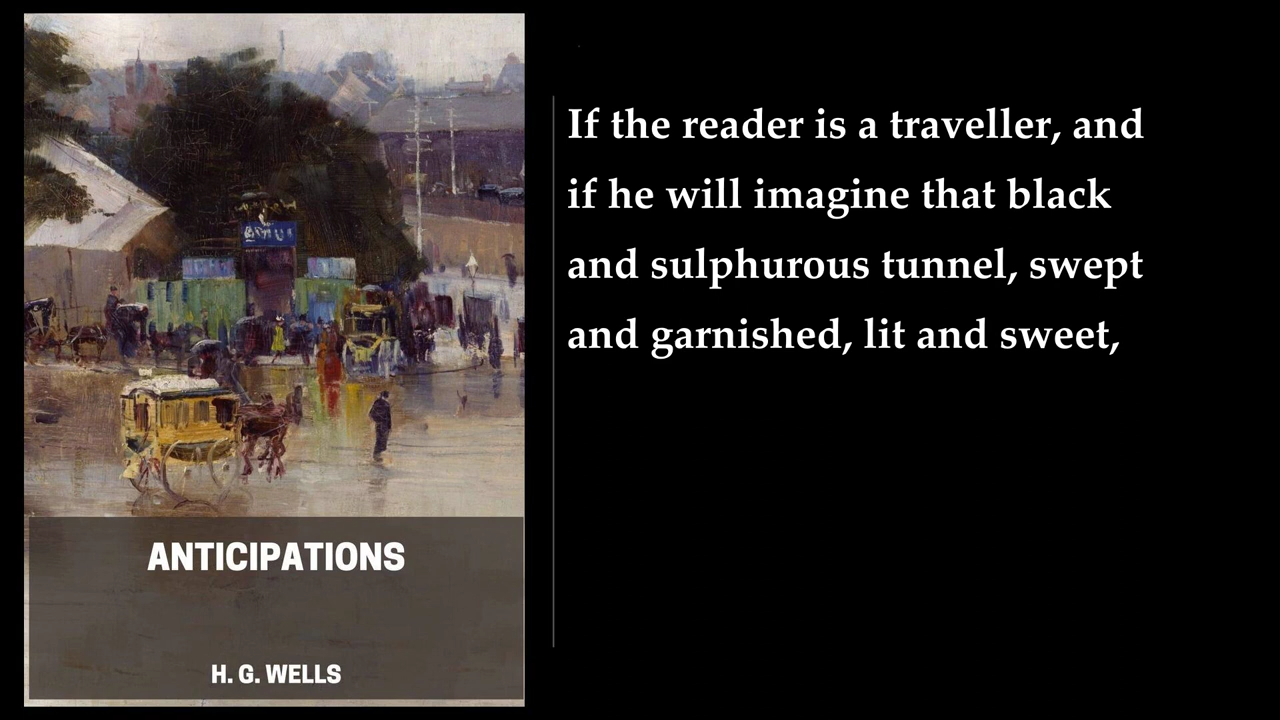 ANTICIPATIONS
H. G. WELLS
If the reader is a traveller, and
if he will imagine that black
and sulphurous tunnel, swept
and garnished, lit and sweet,